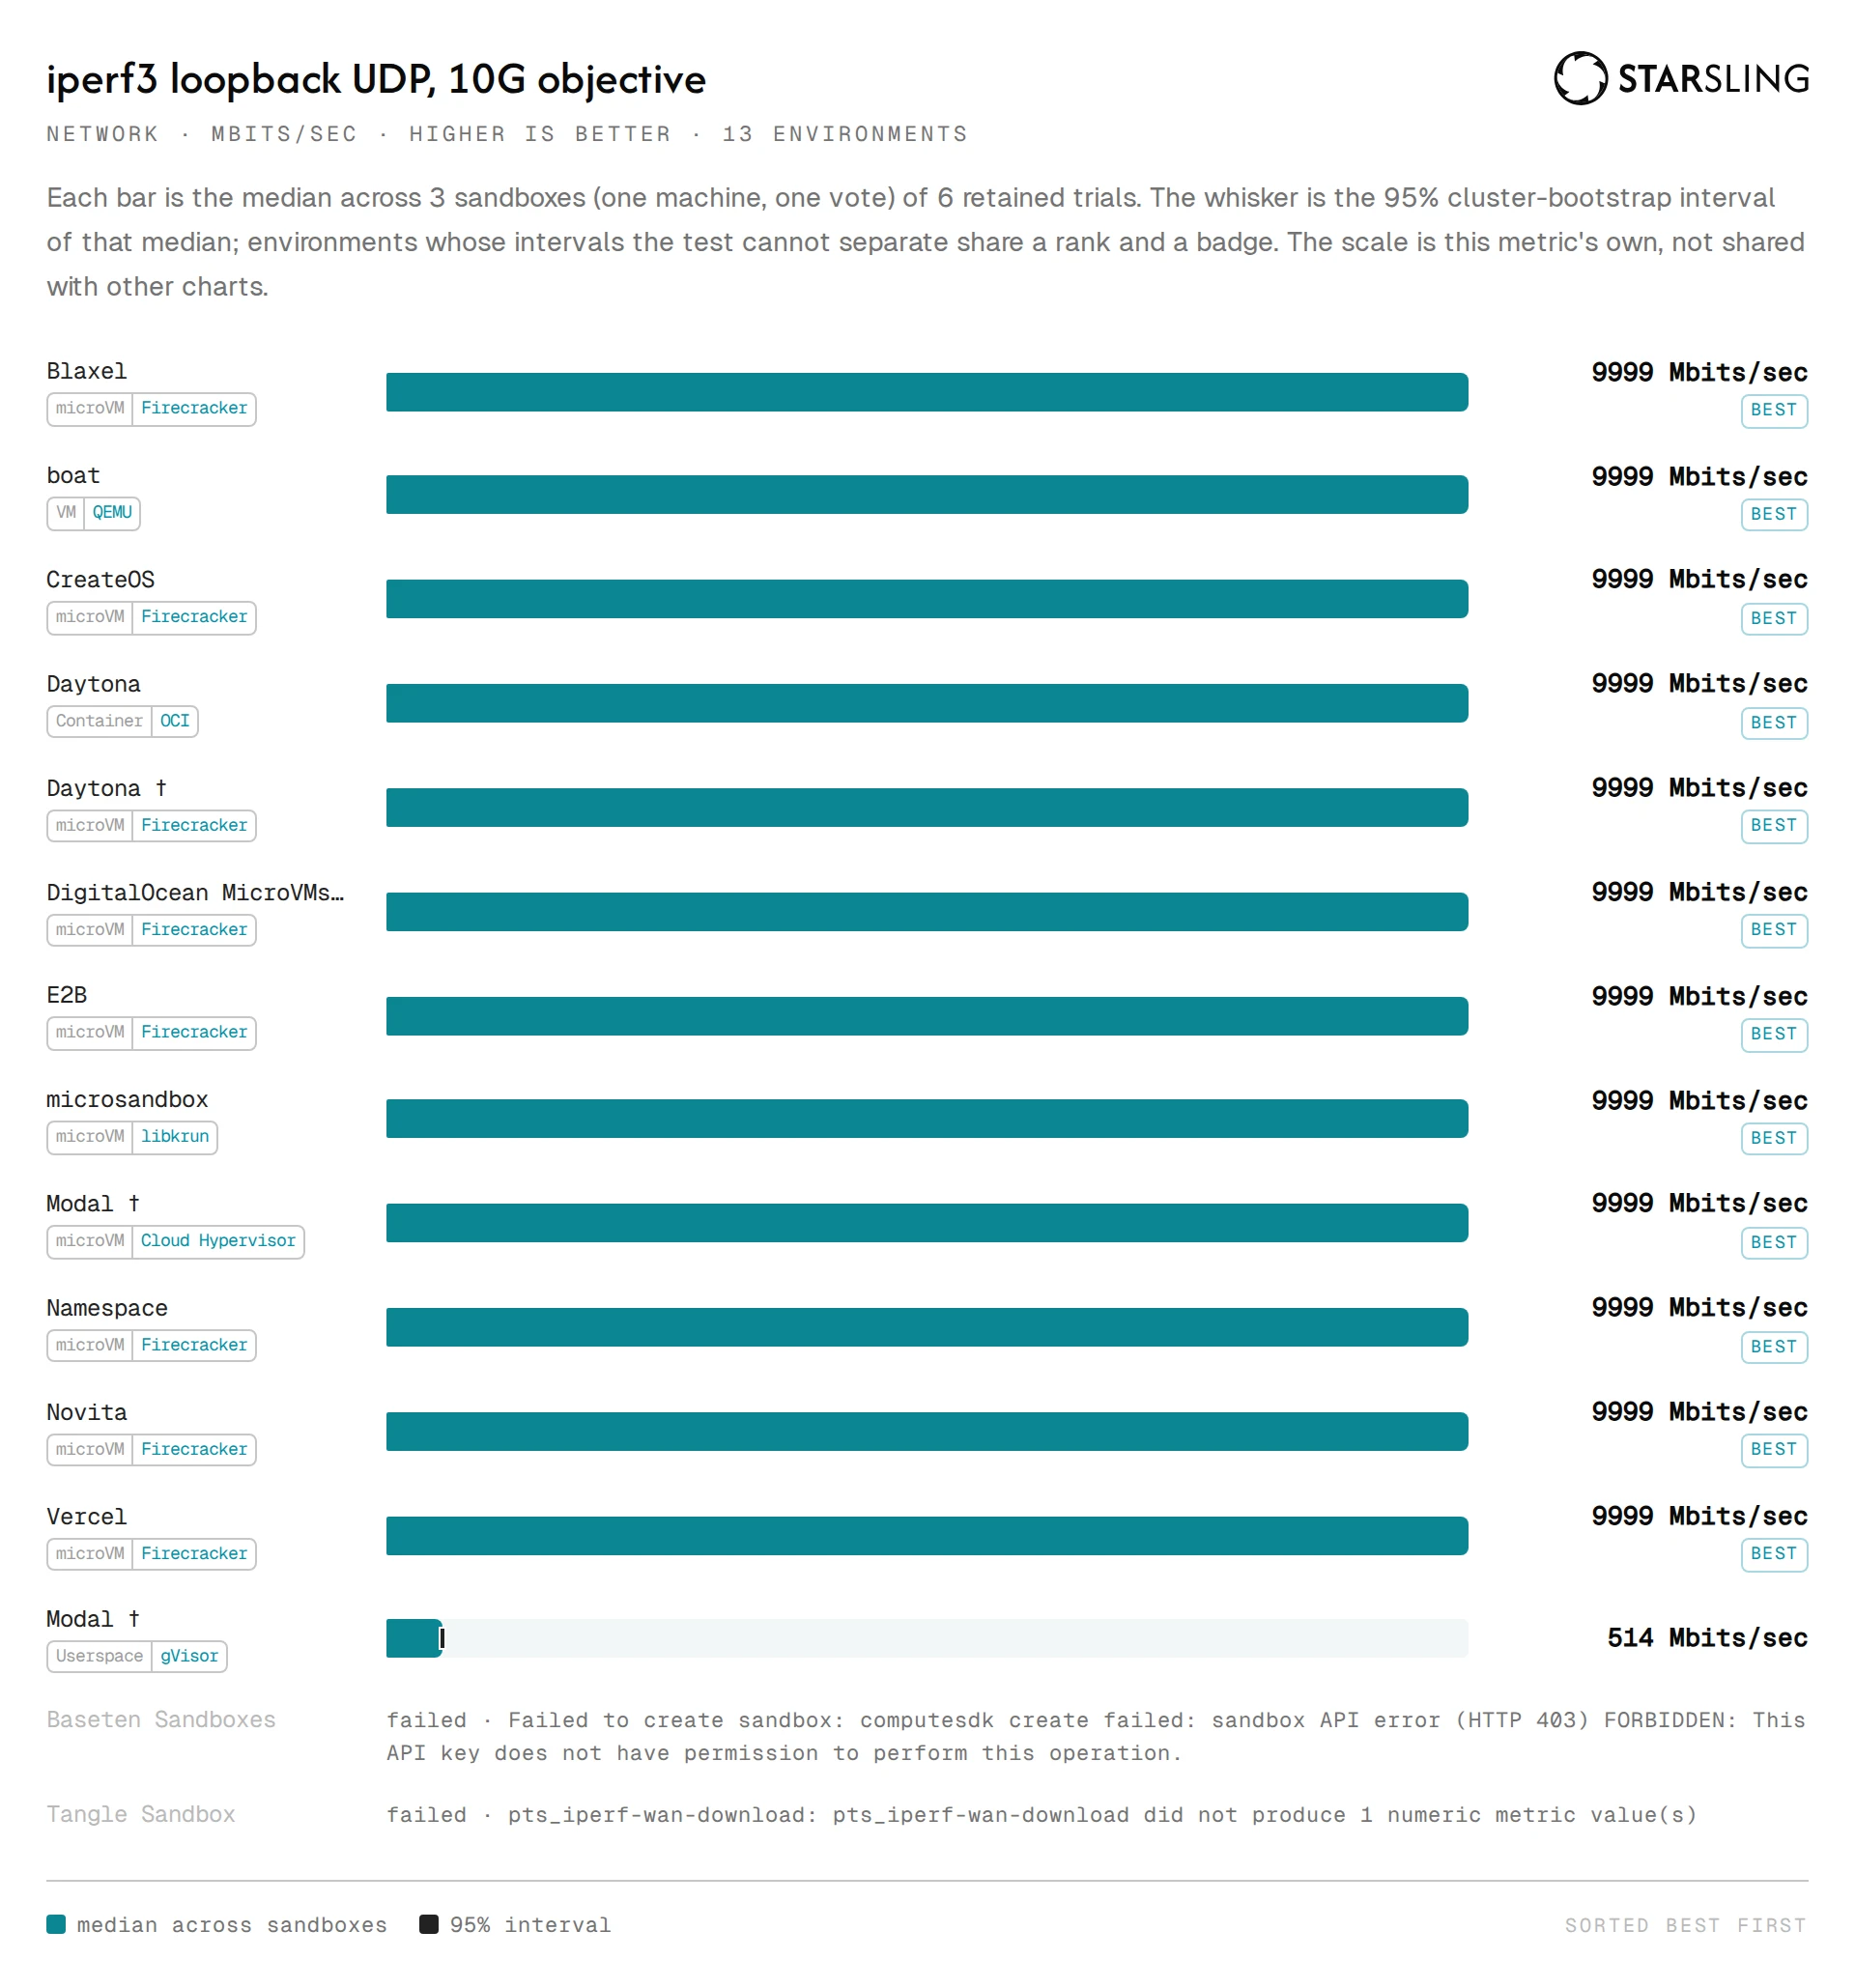 iperf3 loopback UDP, 10G objective
STARSLING
NETWORK · MBITS/SEC · HIGHER IS BETTER · 13 ENVIRONMENTS
Each bar is the median across 3 sandboxes (one machine, one vote) of 6 retained trials. The whisker is the 95% cluster-bootstrap interval
of that median; environments whose intervals the test cannot separate share a rank and a badge. The scale is this metric's own, not shared
with other charts.
Blaxel
9999 Mbits/sec
microVM Firecracker
BEST
boat
9999 Mbits/sec
VM QEMU
BEST
CreateOS
9999 Mbits/sec
microVM Firecracker
BEST
Daytona
9999 Mbits/sec
Container OCI
BEST
Daytona †
9999 Mbits/sec
microVM Firecracker
BEST
DigitalOcean MicroVMs…
9999 Mbits/sec
microVM Firecracker
BEST
E2B
9999 Mbits/sec
microVM Firecracker
BEST
microsandbox
9999 Mbits/sec
microVM libkrun
BEST
Modal †
9999 Mbits/sec
microVM Cloud Hypervisor
BEST
Namespace
9999 Mbits/sec
microVM Firecracker
BEST
Novita
9999 Mbits/sec
microVM Firecracker
BEST
Vercel
9999 Mbits/sec
microVM Firecracker
BEST
Modal †
514 Mbits/sec
Userspace gVisor
Baseten Sandboxes
failed · Failed to create sandbox: computesdk create failed: sandbox API error (HTTP 403) FORBIDDEN: This
API key does not have permission to perform this operation.
Tangle Sandbox
failed · pts_iperf-wan-download: pts_iperf-wan-download did not produce 1 numeric metric value(s)
median across sandboxes
95% interval
SORTED BEST FIRST